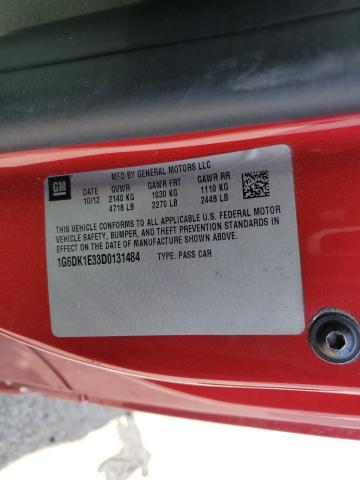 MFD BY GENERAL MOTORS LLC
GM DATE GVWR GAWR FRT GAWR RR
10/12 2140 KG 1030 KG 1110 KG
4718 LB 2270 LB 2448 LB
THIS VEHICLE CONFORMS TO ALL APPLICABLE U.S. FEDERAL MOTOR
VEHICLE SAFETY, BUMPER, AND THEFT PREVENTION STANDARDS IN
EFFECT ON THE DATE OF MANUFACTURE SHOWN ABOVE.
1G6DK1E33D0131484 TYPE: PASS CAR